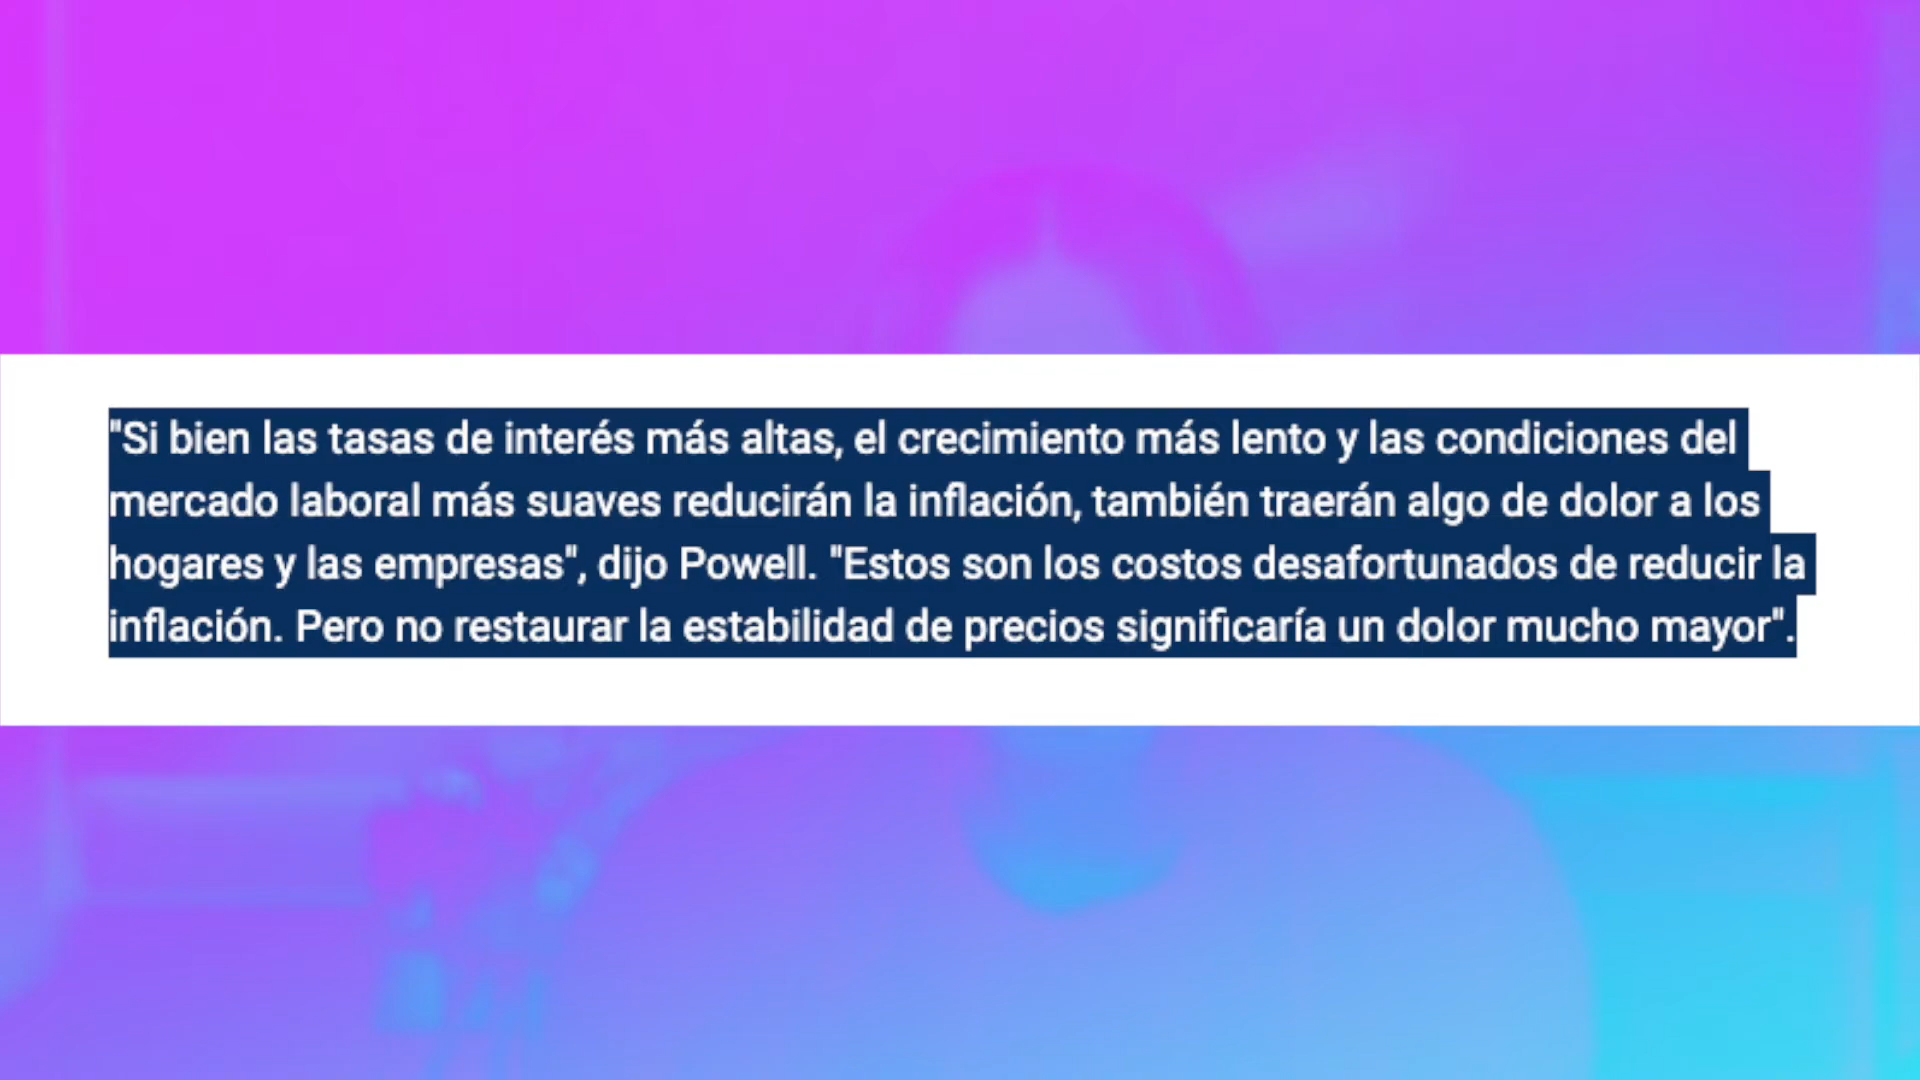 "Si bien las tasas de interés más altas, el crecimiento más lento y las condiciones del
mercado laboral más suaves reducirán la inflación, también traerán algo de dolor a los
hogares y las empresas", dijo Powell. "Estos son los costos desafortunados de reducir la
inflación. Pero no restaurar la estabilidad de precios significaría un dolor mucho mayor".